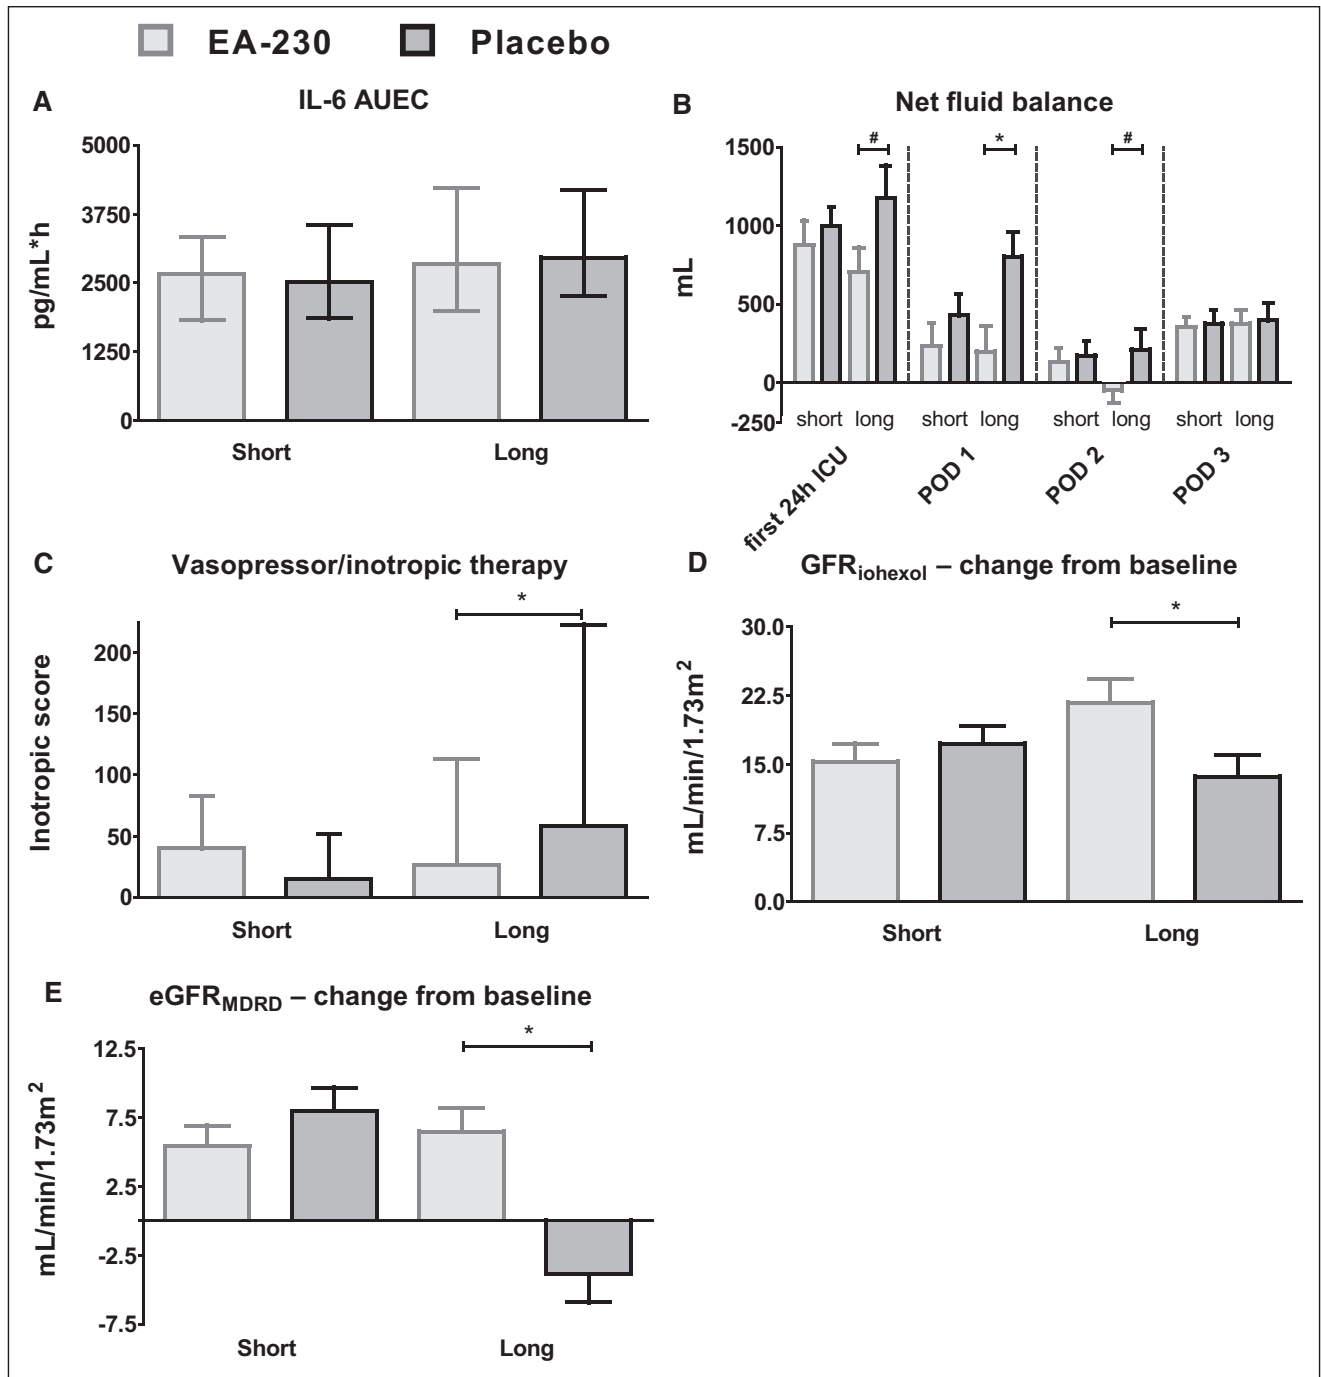 EA-230 Placebo
A IL-6 AUEC
pg/mL*h
5000
3750
2500
1250
0
Short Long
B Net fluid balance
mL
1500
1000
500
0
-250
# * #
short long short long short long short long
first 24h ICU POD 1 POD 2 POD 3
C Vasopressor/inotropic therapy
*
Inotropic score
200
150
100
50
0
Short Long
D GFRiohexol – change from baseline
*
mL/min/1.73m²
30.0
22.5
15.0
7.5
0.0
Short Long
E eGFRMDRD – change from baseline
*
mL/min/1.73m²
12.5
7.5
2.5
-2.5
-7.5
Short Long